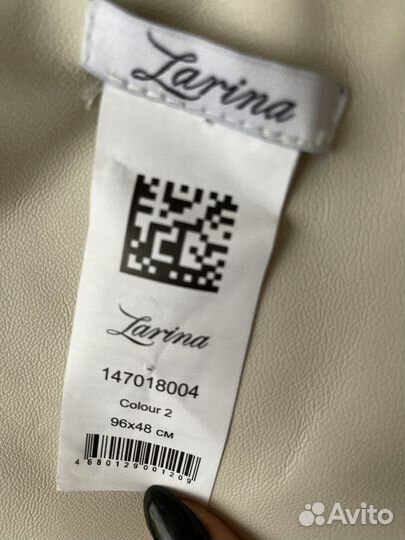 Larina
Larina
147018004
Colour 2
96x48 см
4680129001209
Avito